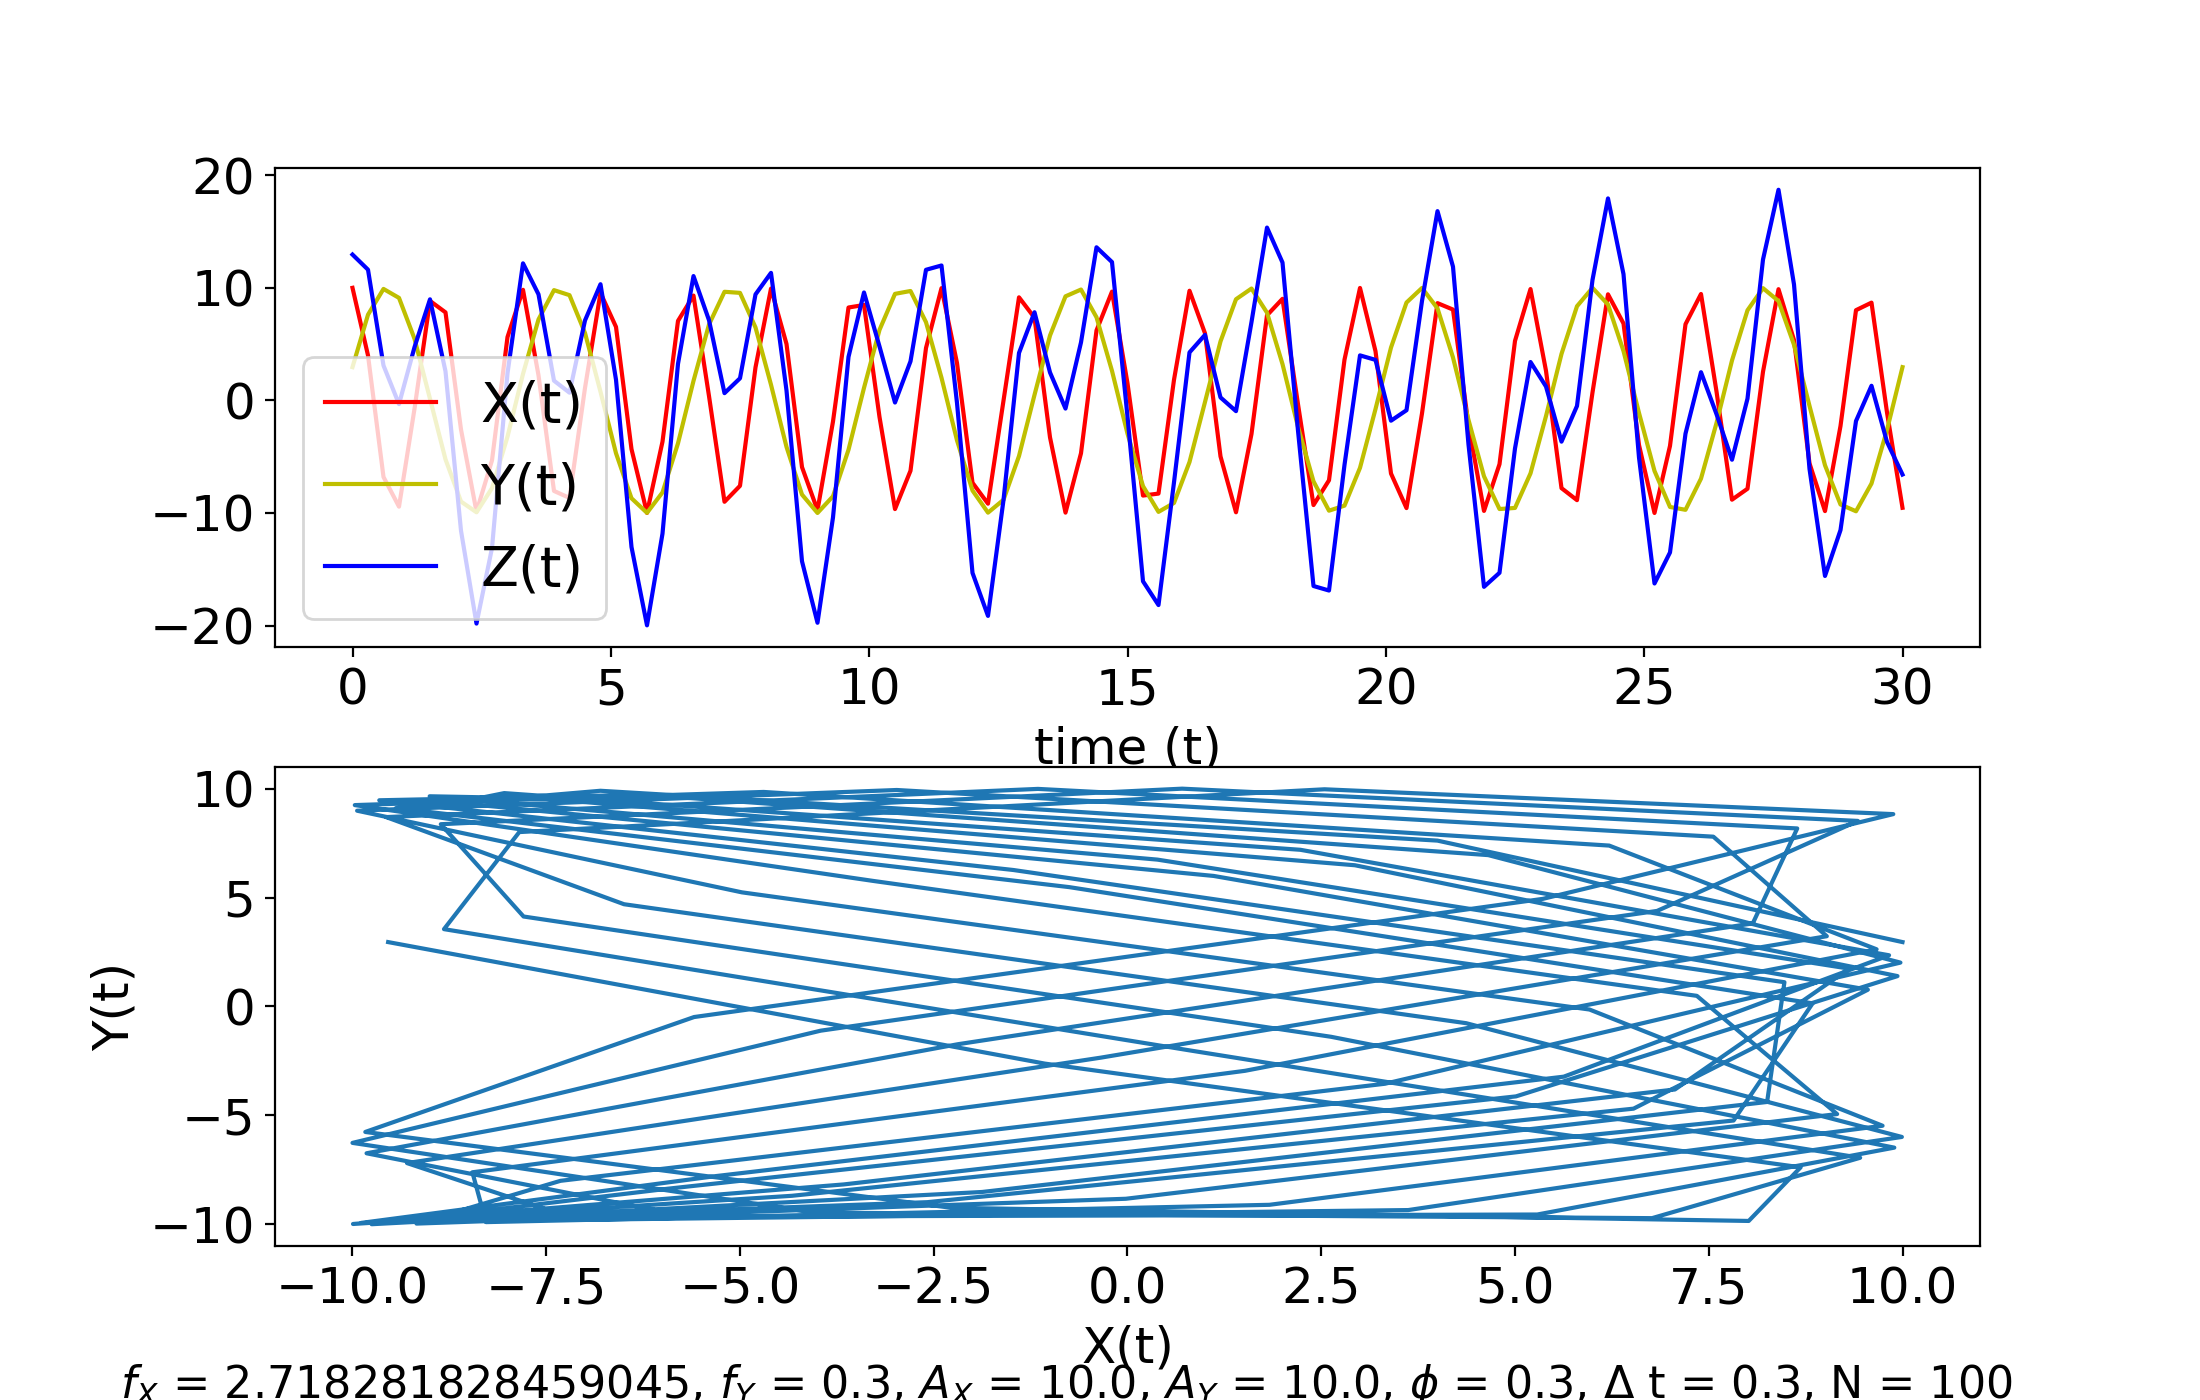 20
10
0
−10
−20
X(t)
Y(t)
Z(t)
0 5 10 15 20 25 30
time (t)
10
5
0
−5
−10
Y(t)
−10.0 −7.5 −5.0 −2.5 0.0 2.5 5.0 7.5 10.0
X(t)
f_X = 2.718281828459045, f_Y = 0.3, A_X = 10.0, A_Y = 10.0, ϕ = 0.3, Δ t = 0.3, N = 100